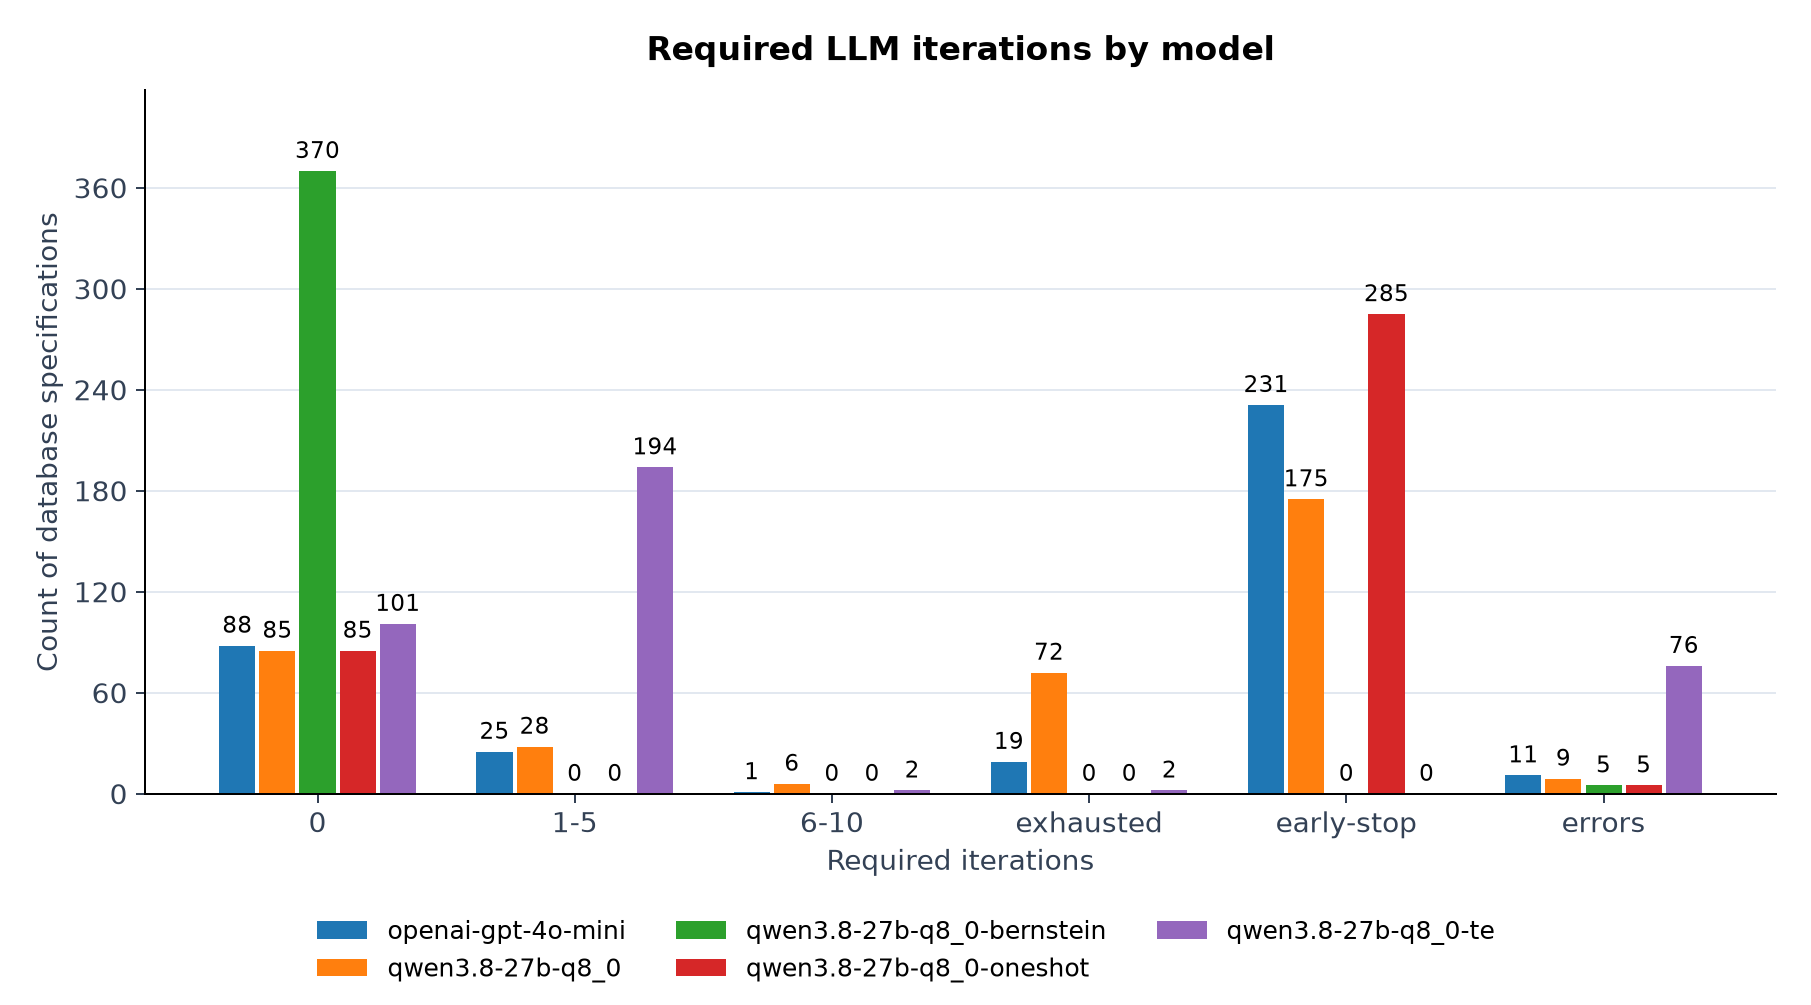 Required LLM iterations by model
Count of database specifications
360
300
240
180
120
60
0
88 85 370 85 101
25 28 0 0 194
1 6 0 0 2
19 72 0 0 2
231 175 0 285 0
11 9 5 5 76
0 1-5 6-10 exhausted early-stop errors
Required iterations
openai-gpt-4o-mini qwen3.8-27b-q8_0-bernstein qwen3.8-27b-q8_0-te
qwen3.8-27b-q8_0 qwen3.8-27b-q8_0-oneshot